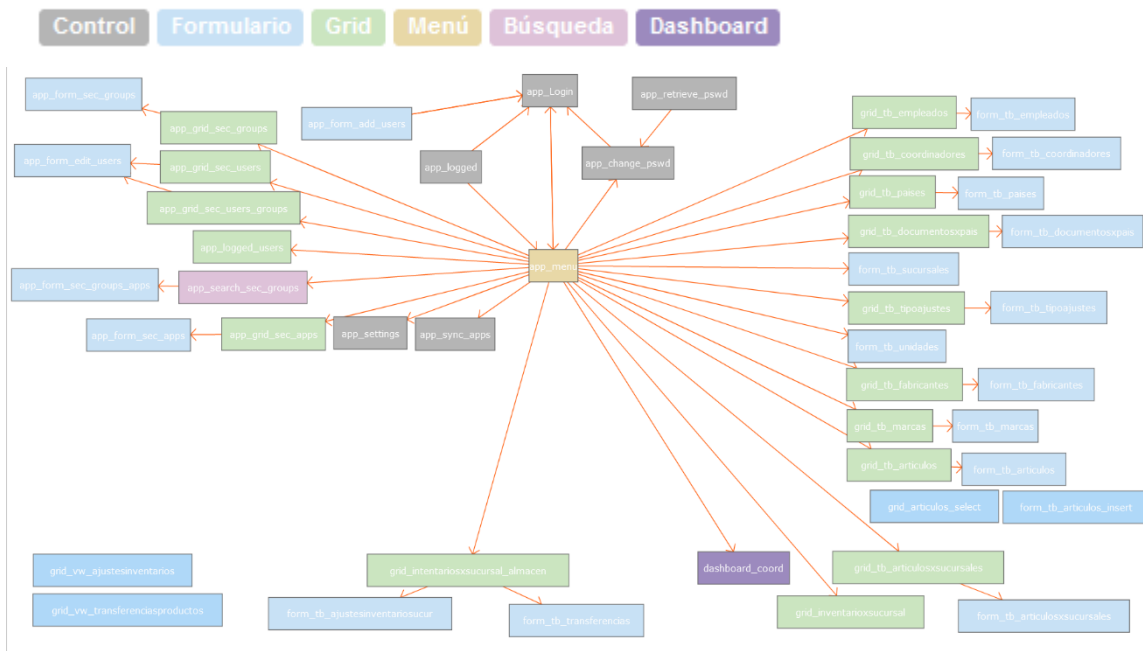 Control Formulario Grid Menú Búsqueda Dashboard
app_form_sec_groups
app_Login
app_retrieve_pswd
app_form_add_users
app_grid_sec_groups
grid_tb_empleados
form_tb_empleados
app_form_edit_users
app_grid_sec_users
app_logged
app_change_pswd
grid_tb_coordinadores
form_tb_coordinadores
app_grid_sec_users_groups
grid_tb_paises
form_tb_paises
app_logged_users
grid_tb_documentosxpais
form_tb_documentosxpais
app_menu
form_tb_sucursales
app_form_sec_groups_apps
app_search_sec_groups
grid_tb_tipoajustes
form_tb_tipoajustes
app_form_sec_apps
app_grid_sec_apps
app_settings
app_sync_apps
form_tb_unidades
grid_tb_fabricantes
form_tb_fabricantes
grid_tb_marcas
form_tb_marcas
grid_tb_articulos
form_tb_articulos
grid_articulos_select
form_tb_articulos_insert
grid_vw_ajustesinventarios
grid_intentariosxsucursal_almacen
dashboard_coord
grid_tb_articulosxsucursales
grid_vw_transferenciasproductos
form_tb_ajustesinventariosucur
form_tb_transferencias
grid_inventarioxsucursal
form_tb_articulosxsucursales